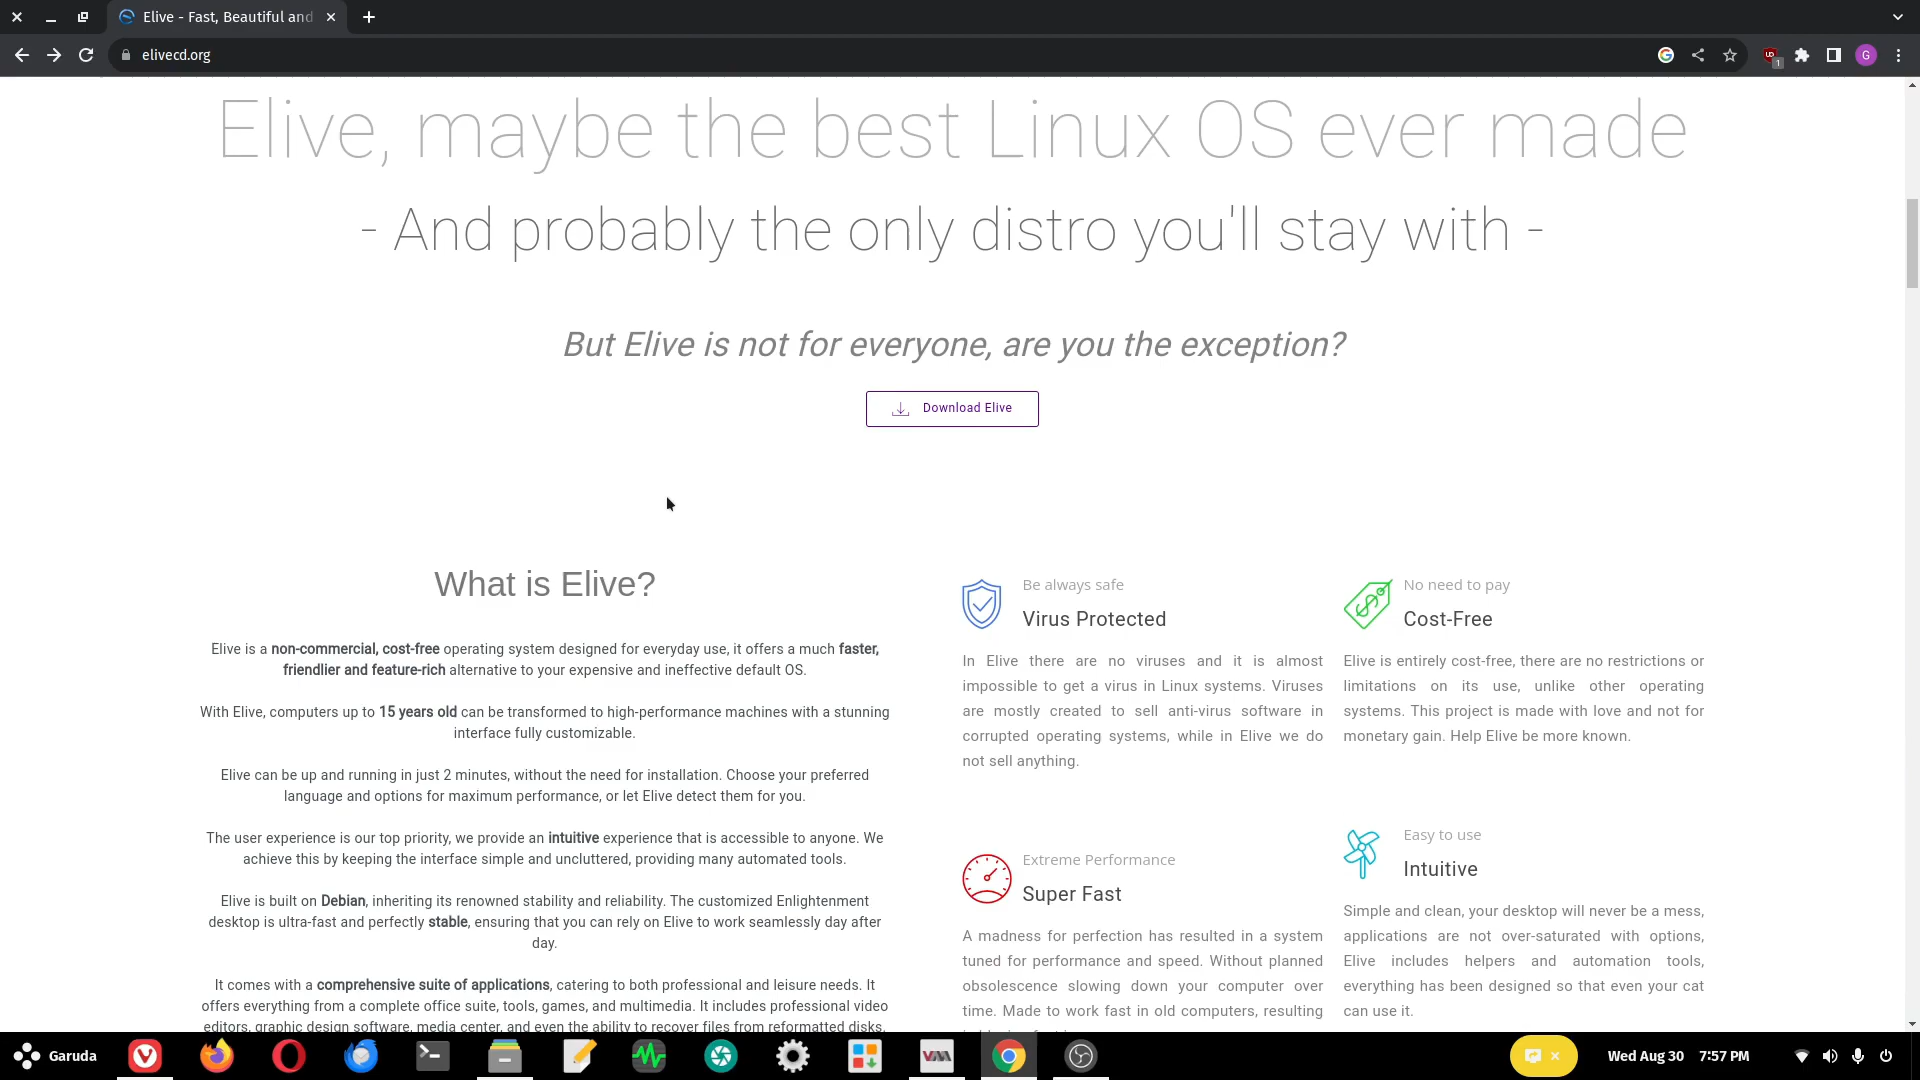 Elive - Fast, Beautiful and
elivecd.org
G
1
Elive, maybe the best Linux OS ever made
- And probably the only distro you'll stay with -
But Elive is not for everyone, are you the exception?
Download Elive
What is Elive?
Elive is a non-commercial, cost-free operating system designed for everyday use, it offers a much faster,
friendlier and feature-rich alternative to your expensive and ineffective default OS.
With Elive, computers up to 15 years old can be transformed to high-performance machines with a stunning
interface fully customizable.
Elive can be up and running in just 2 minutes, without the need for installation. Choose your preferred
language and options for maximum performance, or let Elive detect them for you.
The user experience is our top priority, we provide an intuitive experience that is accessible to anyone. We
achieve this by keeping the interface simple and uncluttered, providing many automated tools.
Elive is built on Debian, inheriting its renowned stability and reliability. The customized Enlightenment
desktop is ultra-fast and perfectly stable, ensuring that you can rely on Elive to work seamlessly day after
day.
It comes with a comprehensive suite of applications, catering to both professional and leisure needs. It
offers everything from a complete office suite, tools, games, and multimedia. It includes professional video
editors, graphic design software, media center, and even the ability to recover files from reformatted disks.
Be always safe
Virus Protected
In Elive there are no viruses and it is almost
impossible to get a virus in Linux systems. Viruses
are mostly created to sell anti-virus software in
corrupted operating systems, while in Elive we do
not sell anything.
No need to pay
Cost-Free
Elive is entirely cost-free, there are no restrictions or
limitations on its use, unlike other operating
systems. This project is made with love and not for
monetary gain. Help Elive be more known.
Extreme Performance
Super Fast
A madness for perfection has resulted in a system
tuned for performance and speed. Without planned
obsolescence slowing down your computer over
time. Made to work fast in old computers, resulting
Easy to use
Intuitive
Simple and clean, your desktop will never be a mess,
applications are not over-saturated with options,
Elive includes helpers and automation tools,
everything has been designed so that even your cat
can use it.
Garuda
Wed Aug 30 7:57 PM